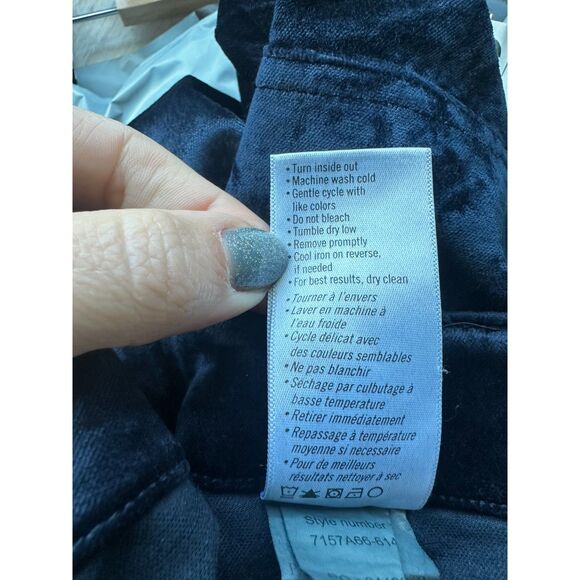 • Turn inside out
• Machine wash cold
• Gentle cycle with
like colors
• Do not bleach
• Tumble dry low
• Remove promptly
• Cool iron on reverse,
if needed
• For best results, dry clean
• Tourner à l'envers
• Laver en machine à
l'eau froide
• Cycle délicat avec
des couleurs semblables
• Ne pas blanchir
• Séchage par culbutage à
basse temperature
• Retirer immédiatement
• Repassage à température
moyenne si necessaire
• Pour de meilleurs
résultats nettoyer à sec
Style number
7157A66-614